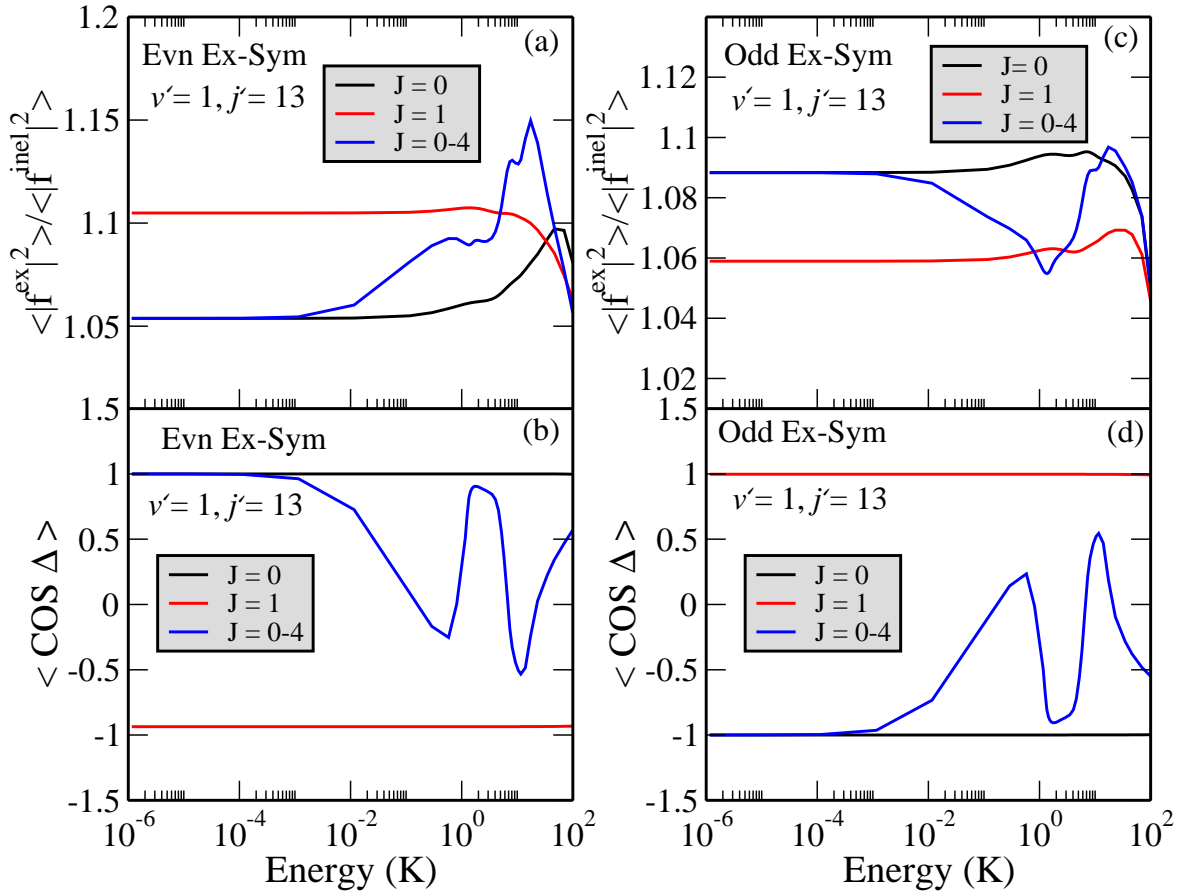 1.2
1.15
1.1
1.05
<|f^ex|^2>/<|f^inel|^2>
Evn Ex-Sym
(a)
v′= 1, j′= 13
J = 0
J = 1
J = 0-4
1.12
1.1
1.08
1.06
1.04
1.02
<|f^ex|^2>/<|f^inel|^2>
Odd Ex-Sym
(c)
v′= 1, j′= 13
J= 0
J = 1
J = 0-4
1.5
1
0.5
0
-0.5
-1
-1.5
< COS Δ >
Evn Ex-Sym
(b)
v′= 1, j′= 13
J = 0
J = 1
J = 0-4
10^-6 10^-4 10^-2 10^0 10^2
Energy (K)
1.5
1
0.5
0
-0.5
-1
-1.5
< COS Δ >
Odd Ex-Sym
(d)
v′= 1, j′= 13
J = 0
J = 1
J = 0-4
10^-6 10^-4 10^-2 10^0 10^2
Energy (K)